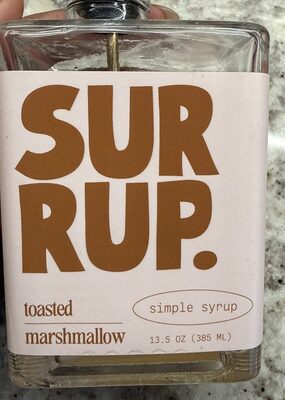 SUR
RUP.
toasted
marshmallow
simple syrup
13.5 OZ (385 ML)